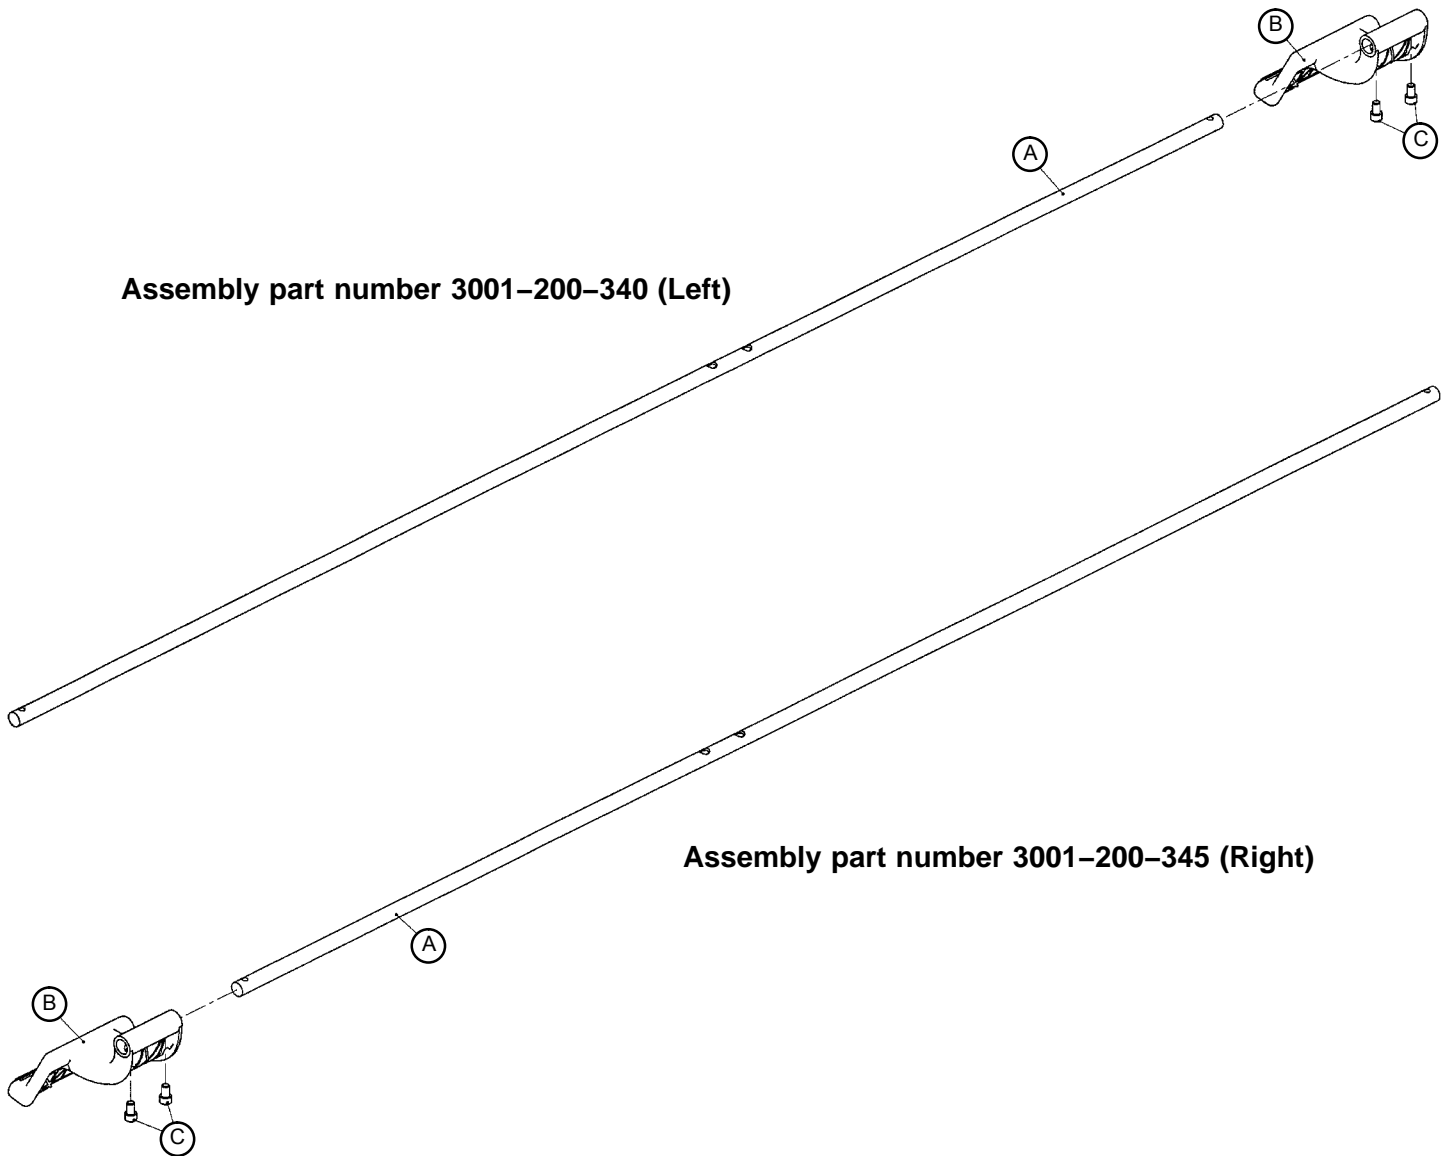 B
C
A
Assembly part number 3001–200–340 (Left)
Assembly part number 3001–200–345 (Right)
A
B
C